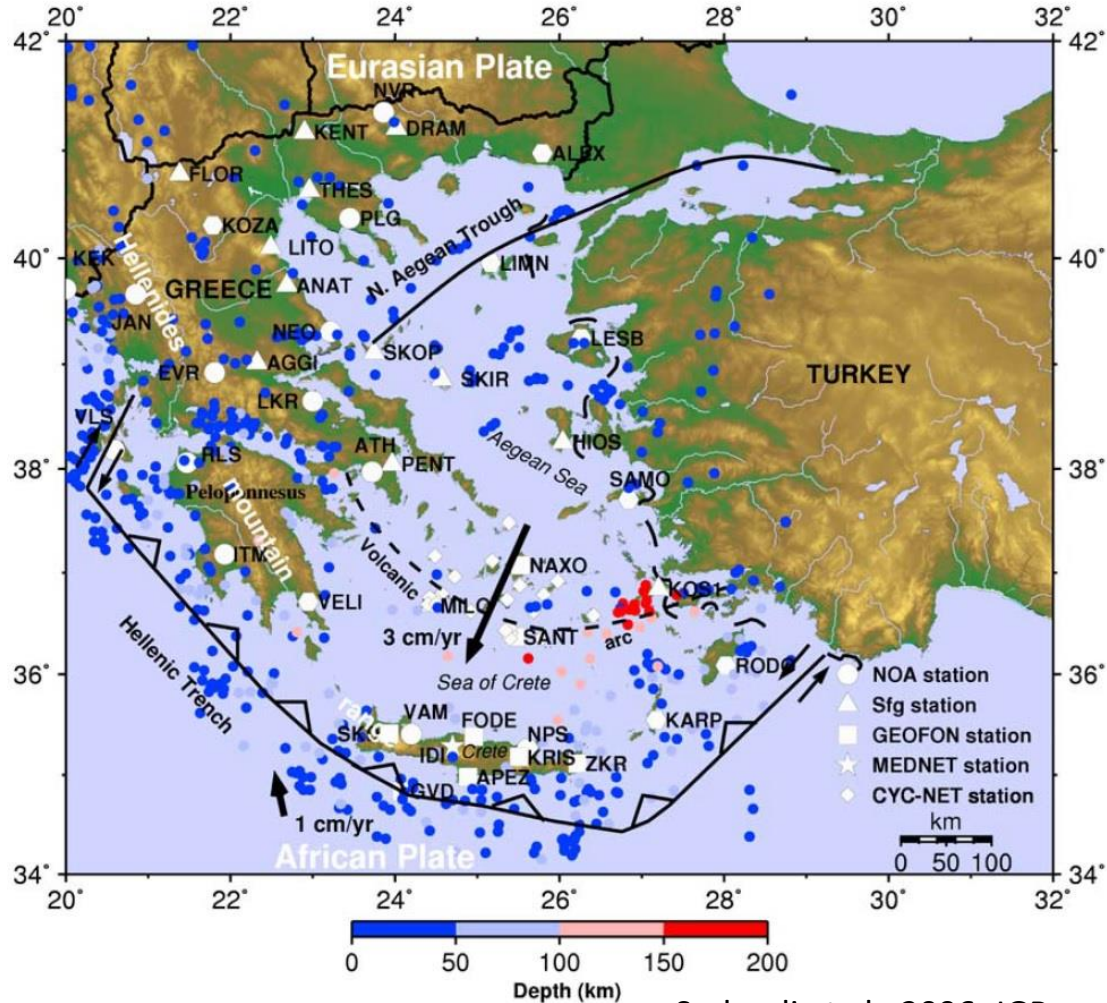 20° 22° 24° 26° 28° 30° 32°
42° 42°
Eurasian Plate
NVR
KENT DRAM
ALEX
FLOR
THES
KOZA PLG
N. Aegean Trough
LITO
40° KEK LIMN 40°
Hellenides
GREECE ANAT
JAN NEO
SKOP LESB
AGGI
EVR SKIR TURKEY
LKR
VLS
ATH HIOS
Aegean Sea
RLS PENT
38° SAMO 38°
Peloponnesus
mountain
ITM Volcanic NAXO
KOS1
VELI MILO
3 cm/yr SANT arc
Hellenic Trench
36° RODO 36°
Sea of Crete
NOA station
range
VAM FODE KARP Sfg station
NPS
IDI Crete KRIS ZKR GEOFON station
APEZ MEDNET station
GVD CYC-NET station
1 cm/yr km
0 50 100
African Plate
34° 34°
20° 22° 24° 26° 28° 30° 32°
0 50 100 150 200
Depth (km)